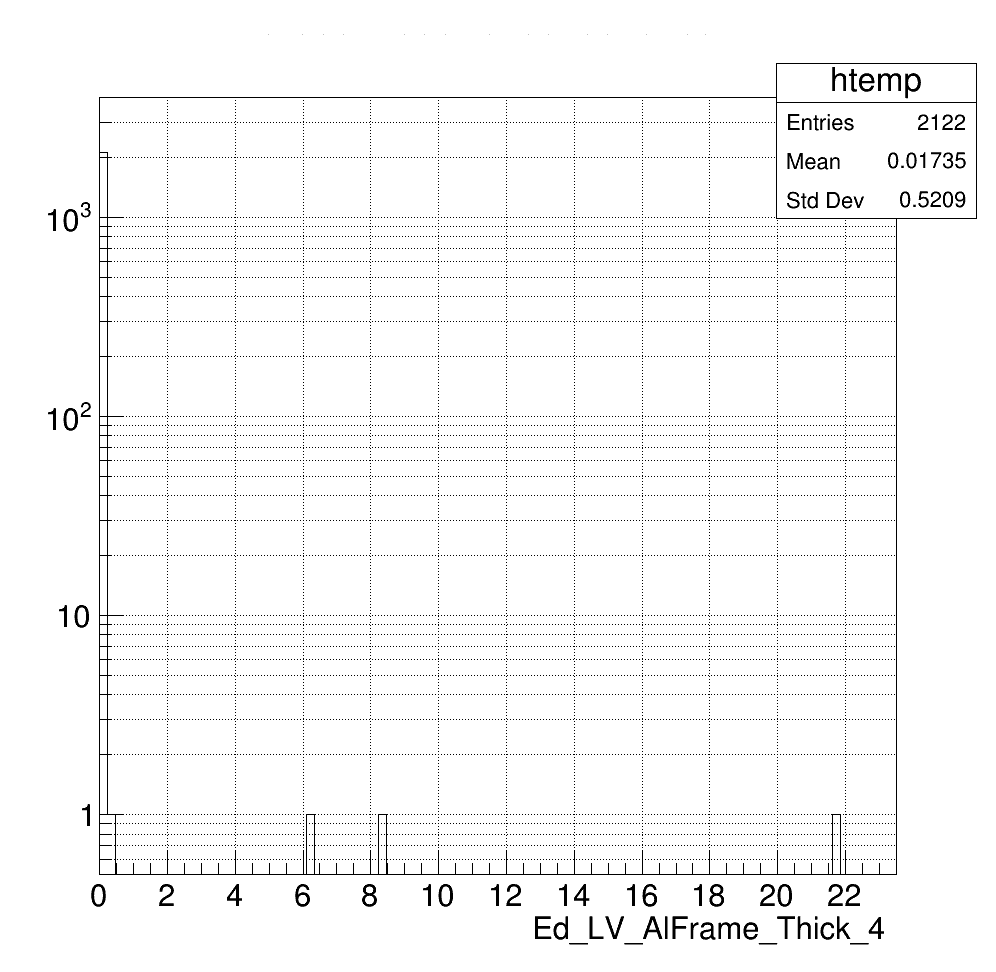 htemp
Entries 2122
Mean 0.01735
Std Dev 0.5209
10³
10²
10
1
0 2 4 6 8 10 12 14 16 18 20 22
Ed_LV_AlFrame_Thick_4